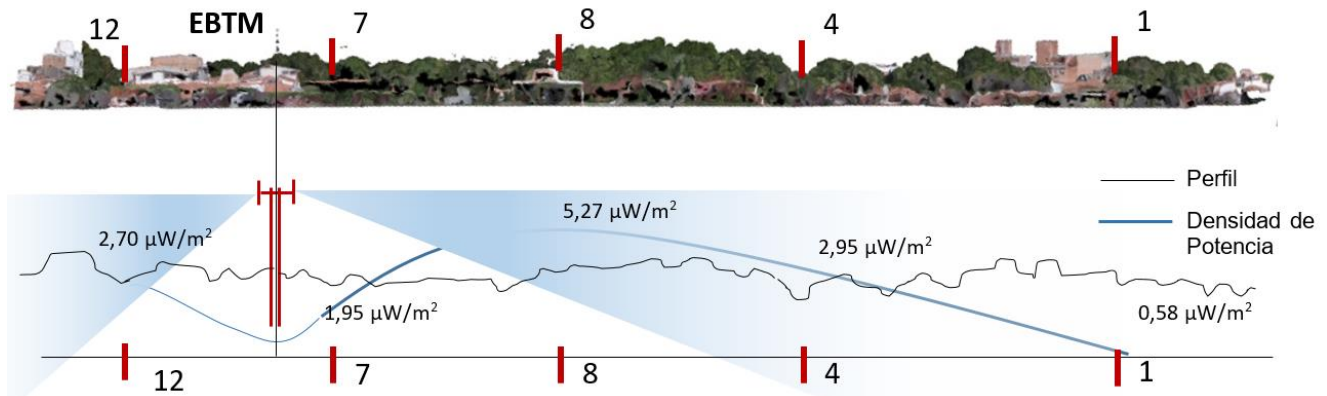 12
EBTM
7
8
4
1
Perfil
Densidad de
Potencia
5,27 µW/m²
2,70 µW/m²
2,95 µW/m²
1,95 µW/m²
0,58 µW/m²
12
7
8
4
1